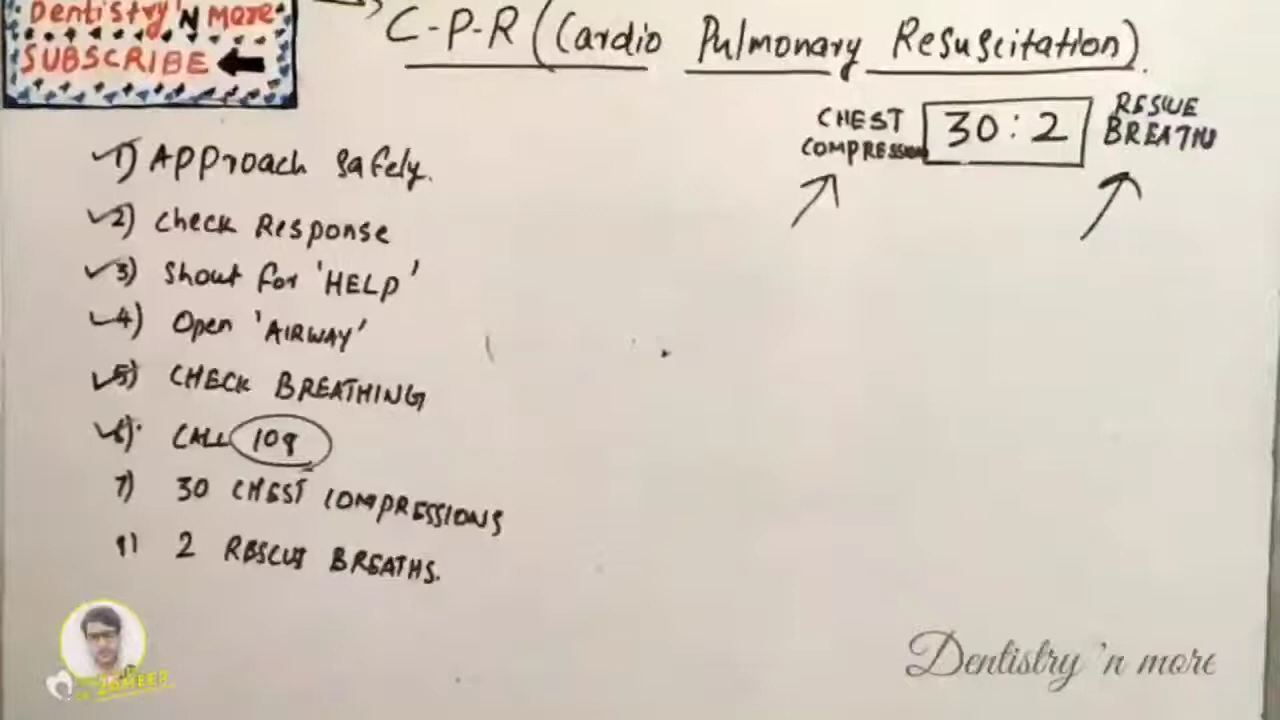 Dentistry 'N More
SUBSCRIBE
C-P-R (Cardio Pulmonary Resuscitation).
CHEST
COMPRESSION
30:2
RESCUE
BREATH
1) Approach Safely.
2) Check Response
3) Shout for 'HELP'
4) Open 'AIRWAY'
5) CHECK BREATHING
6) CALL 108
7) 30 CHEST COMPRESSIONS
8) 2 RESCUE BREATHS.
Dentistry 'n more